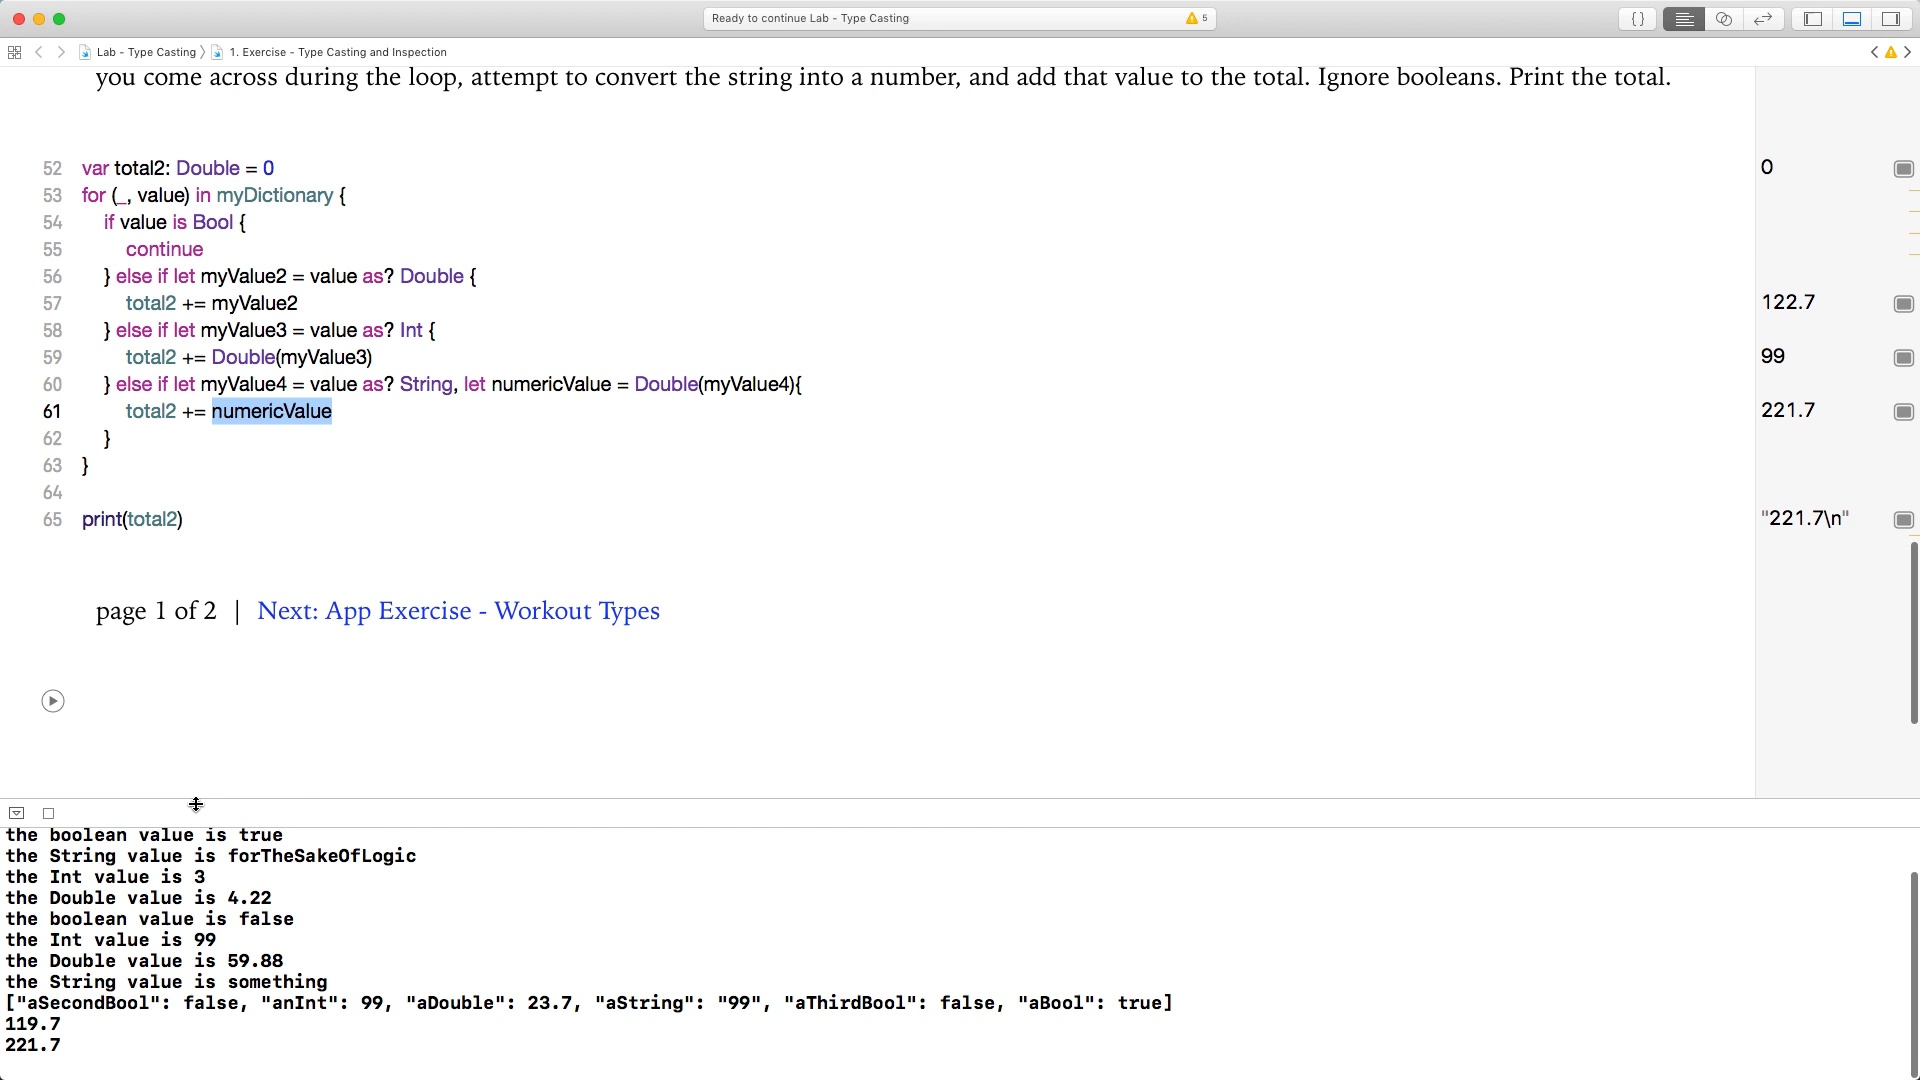 Ready to continue Lab - Type Casting
5
{ }
Lab - Type Casting
1. Exercise - Type Casting and Inspection
you come across during the loop, attempt to convert the string into a number, and add that value to the total. Ignore booleans. Print the total.
52 var total2: Double = 0
0
53 for (_, value) in myDictionary {
54 if value is Bool {
55 continue
56 } else if let myValue2 = value as? Double {
57 total2 += myValue2
122.7
58 } else if let myValue3 = value as? Int {
59 total2 += Double(myValue3)
99
60 } else if let myValue4 = value as? String, let numericValue = Double(myValue4){
61 total2 += numericValue
221.7
62 }
63 }
64
65 print(total2)
"221.7\n"
page 1 of 2 | Next: App Exercise - Workout Types
the boolean value is true
the String value is forTheSakeOfLogic
the Int value is 3
the Double value is 4.22
the boolean value is false
the Int value is 99
the Double value is 59.88
the String value is something
["aSecondBool": false, "anInt": 99, "aDouble": 23.7, "aString": "99", "aThirdBool": false, "aBool": true]
119.7
221.7